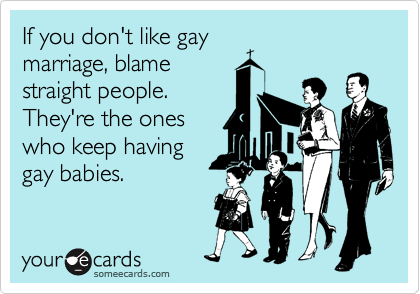 If you don't like gay
marriage, blame
straight people.
They're the ones
who keep having
gay babies.
your e cards
someecards.com